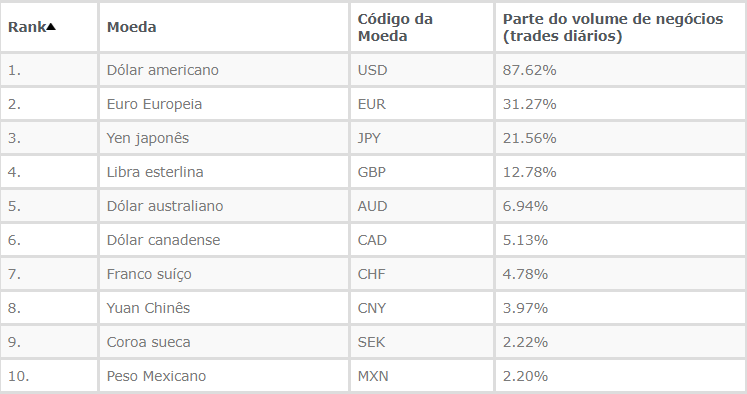 Rank▲ Moeda Código da Moeda Parte do volume de negócios (trades diários)
1. Dólar americano USD 87.62%
2. Euro Europeia EUR 31.27%
3. Yen japonês JPY 21.56%
4. Libra esterlina GBP 12.78%
5. Dólar australiano AUD 6.94%
6. Dólar canadense CAD 5.13%
7. Franco suíço CHF 4.78%
8. Yuan Chinês CNY 3.97%
9. Coroa sueca SEK 2.22%
10. Peso Mexicano MXN 2.20%